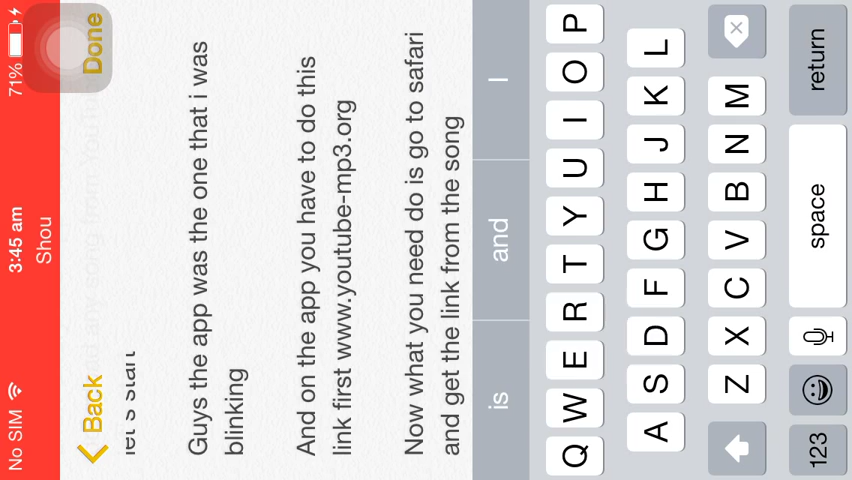 No SIM 3:45 am 71%
Shou
Back Done
let's start
Guys the app was the one that i was
blinking
And on the app you have to do this
link first www.youtube-mp3.org
Now what you need do is go to safari
and get the link from the song
is and I
Q W E R T Y U I O P
A S D F G H J K L
Z X C V B N M
123 space return